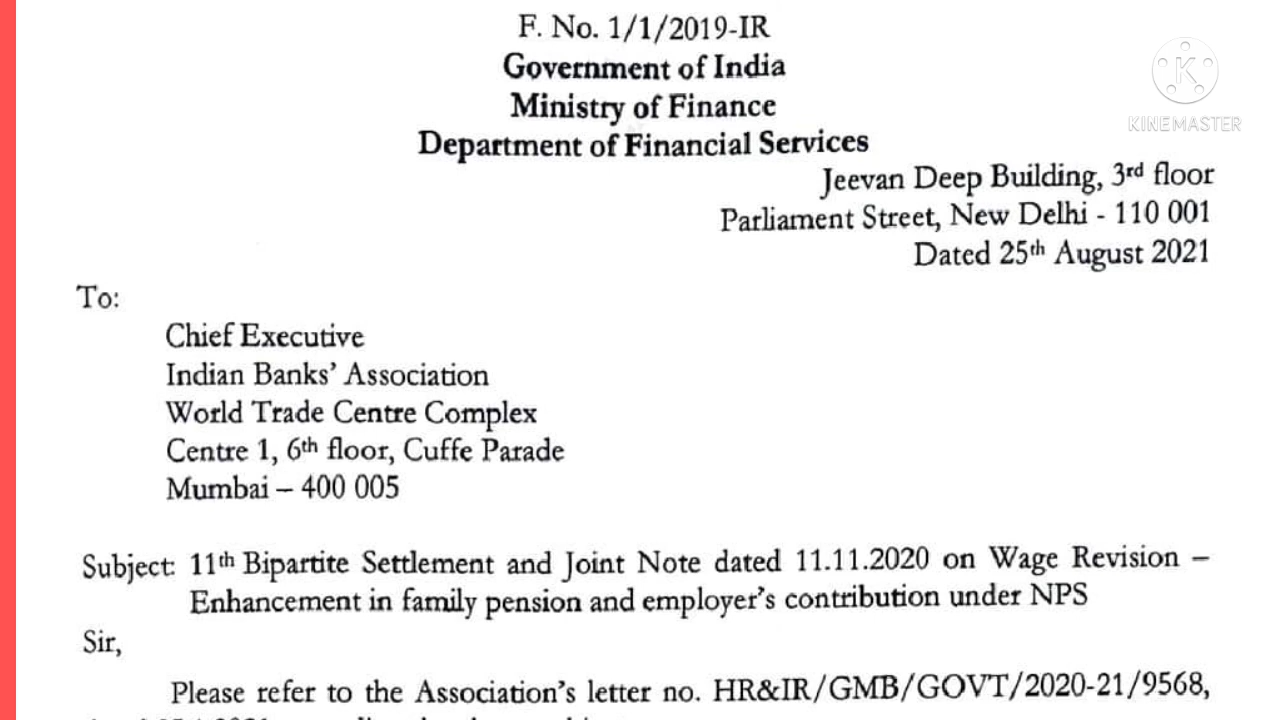 F. No. 1/1/2019-IR
Government of India
Ministry of Finance
Department of Financial Services
KINEMASTER
Jeevan Deep Building, 3rd floor
Parliament Street, New Delhi - 110 001
Dated 25th August 2021
To:
Chief Executive
Indian Banks' Association
World Trade Centre Complex
Centre 1, 6th floor, Cuffe Parade
Mumbai – 400 005
Subject: 11th Bipartite Settlement and Joint Note dated 11.11.2020 on Wage Revision –
Enhancement in family pension and employer's contribution under NPS
Sir,
Please refer to the Association's letter no. HR&IR/GMB/GOVT/2020-21/9568,